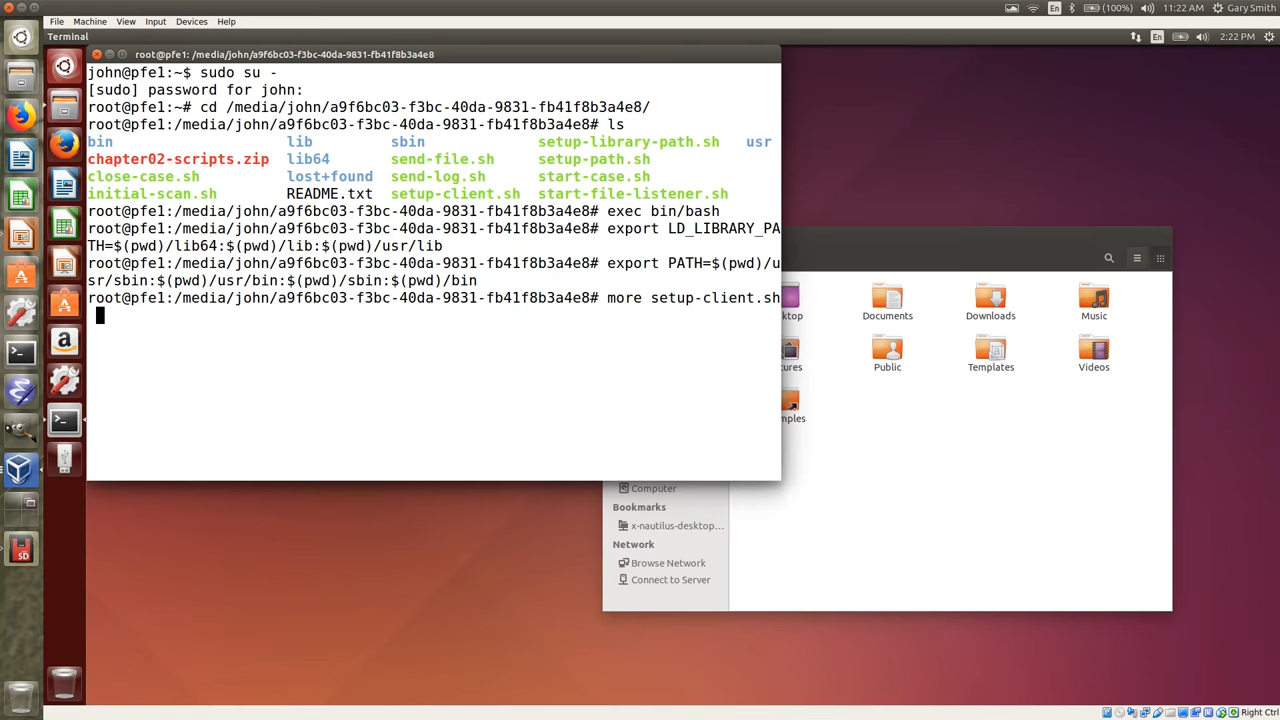 11:22 AM Gary Smith
En (100%)
File Machine View Input Devices Help
Terminal
En 2:22 PM
root@pfe1: /media/john/a9f6bc03-f3bc-40da-9831-fb41f8b3a4e8
john@pfe1:~$ sudo su -
[sudo] password for john:
root@pfe1:~# cd /media/john/a9f6bc03-f3bc-40da-9831-fb41f8b3a4e8/
root@pfe1:/media/john/a9f6bc03-f3bc-40da-9831-fb41f8b3a4e8# ls
bin lib sbin setup-library-path.sh usr
chapter02-scripts.zip lib64 send-file.sh setup-path.sh
close-case.sh lost+found send-log.sh start-case.sh
initial-scan.sh README.txt setup-client.sh start-file-listener.sh
root@pfe1:/media/john/a9f6bc03-f3bc-40da-9831-fb41f8b3a4e8# exec bin/bash
root@pfe1:/media/john/a9f6bc03-f3bc-40da-9831-fb41f8b3a4e8# export LD_LIBRARY_PA
TH=$(pwd)/lib64:$(pwd)/lib:$(pwd)/usr/lib
root@pfe1:/media/john/a9f6bc03-f3bc-40da-9831-fb41f8b3a4e8# export PATH=$(pwd)/u
sr/sbin:$(pwd)/usr/bin:$(pwd)/sbin:$(pwd)/bin
root@pfe1:/media/john/a9f6bc03-f3bc-40da-9831-fb41f8b3a4e8# more setup-client.sh
ktop Documents Downloads Music
tures Public Templates Videos
mples
Computer
Bookmarks
x-nautilus-desktop…
Network
Browse Network
Connect to Server
SD
Right Ctrl